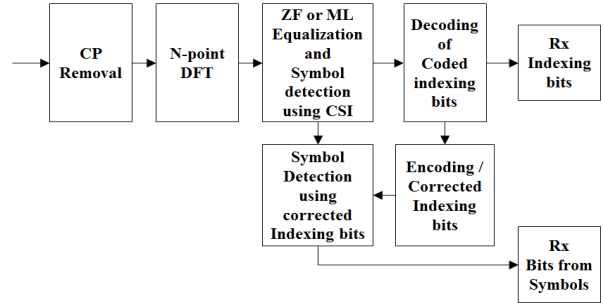 CP
Removal
N-point
DFT
ZF or ML
Equalization
and
Symbol
detection
using CSI
Decoding
of
Coded
indexing
bits
Rx
Indexing
bits
Symbol
Detection
using
corrected
Indexing bits
Encoding /
Corrected
Indexing
bits
Rx
Bits from
Symbols